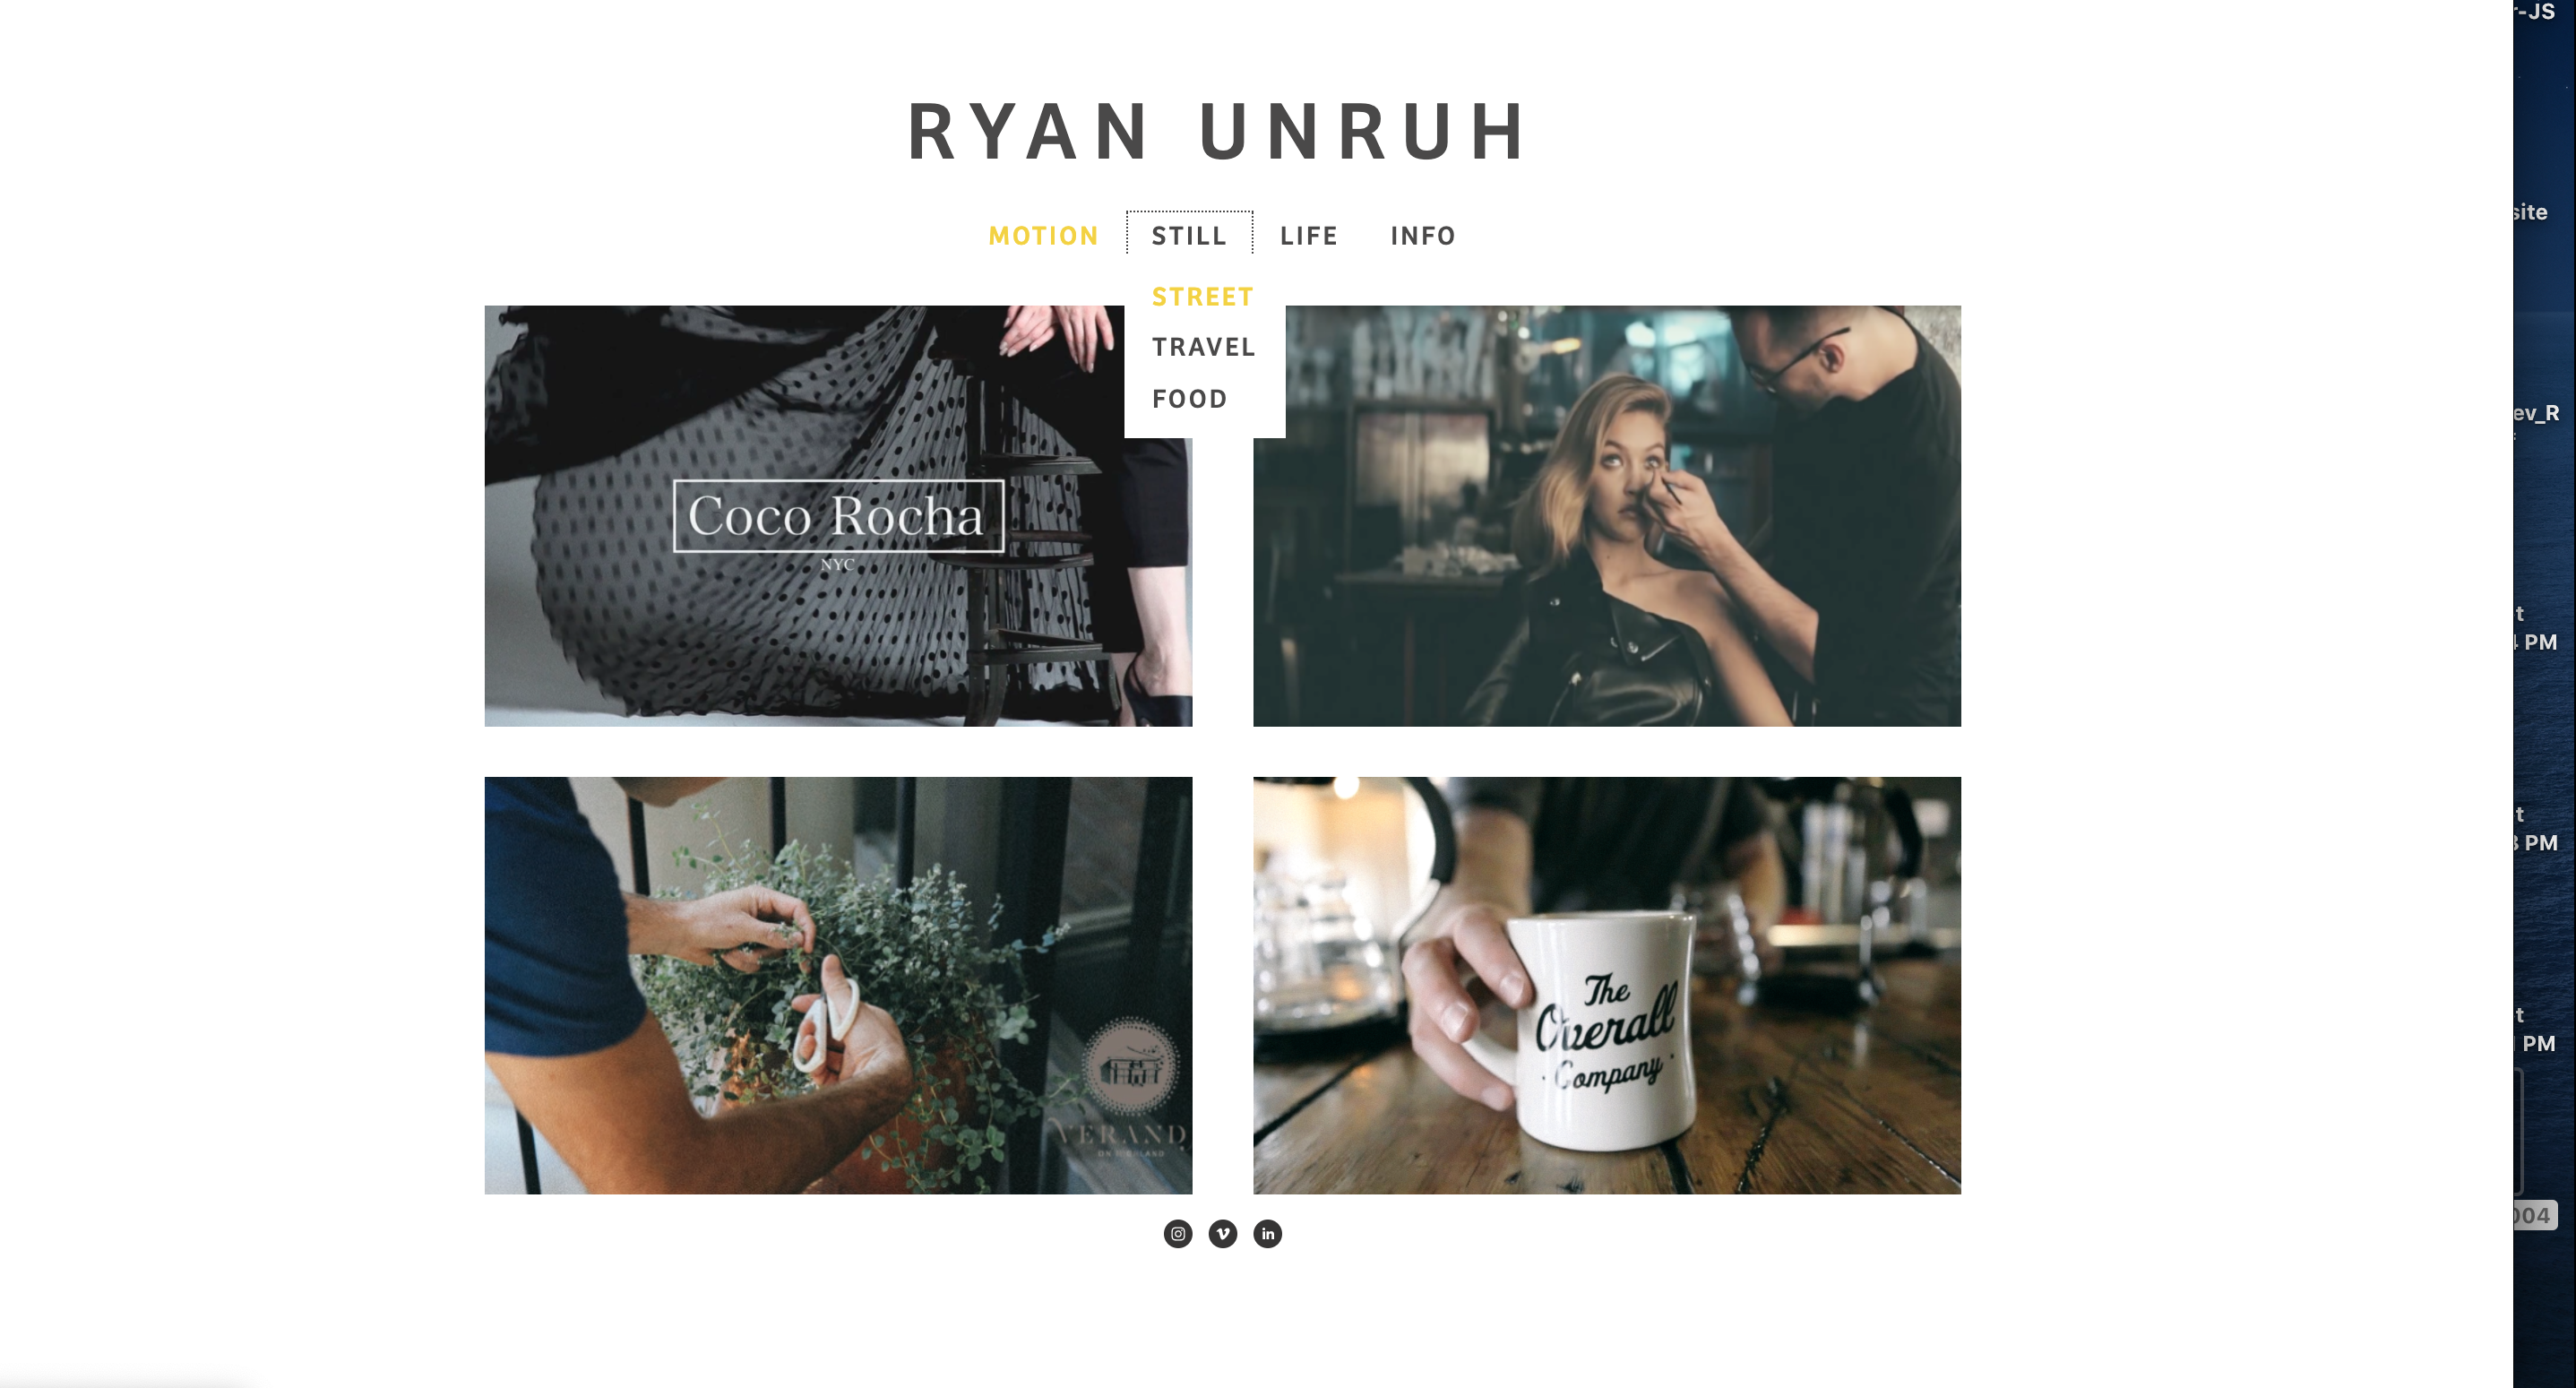 RYAN UNRUH
MOTION STILL LIFE INFO
STREET
TRAVEL
FOOD
Coco Rocha
NYC
The
Overall
Company
VERAND
in
r-JS
site
ev_R
t
PM
t
PM
t
PM
004